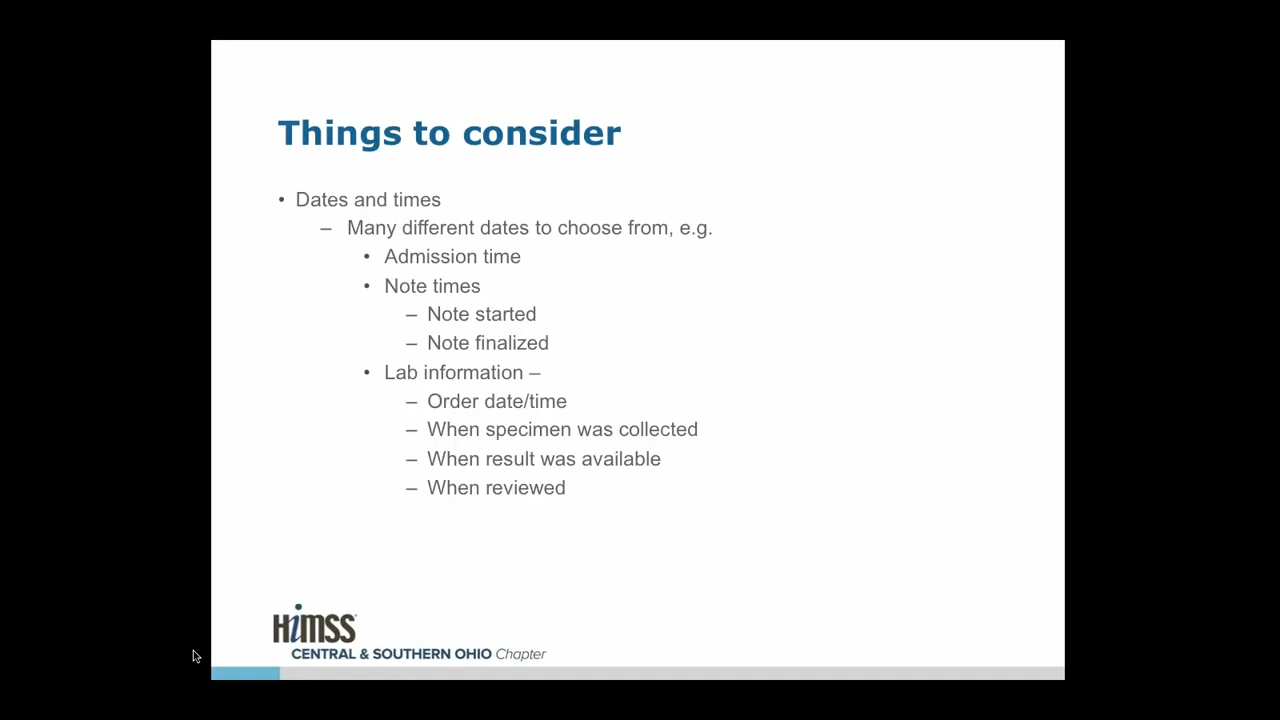 Things to consider
• Dates and times
– Many different dates to choose from, e.g.
• Admission time
• Note times
– Note started
– Note finalized
• Lab information –
– Order date/time
– When specimen was collected
– When result was available
– When reviewed
HiMSS
CENTRAL & SOUTHERN OHIO Chapter